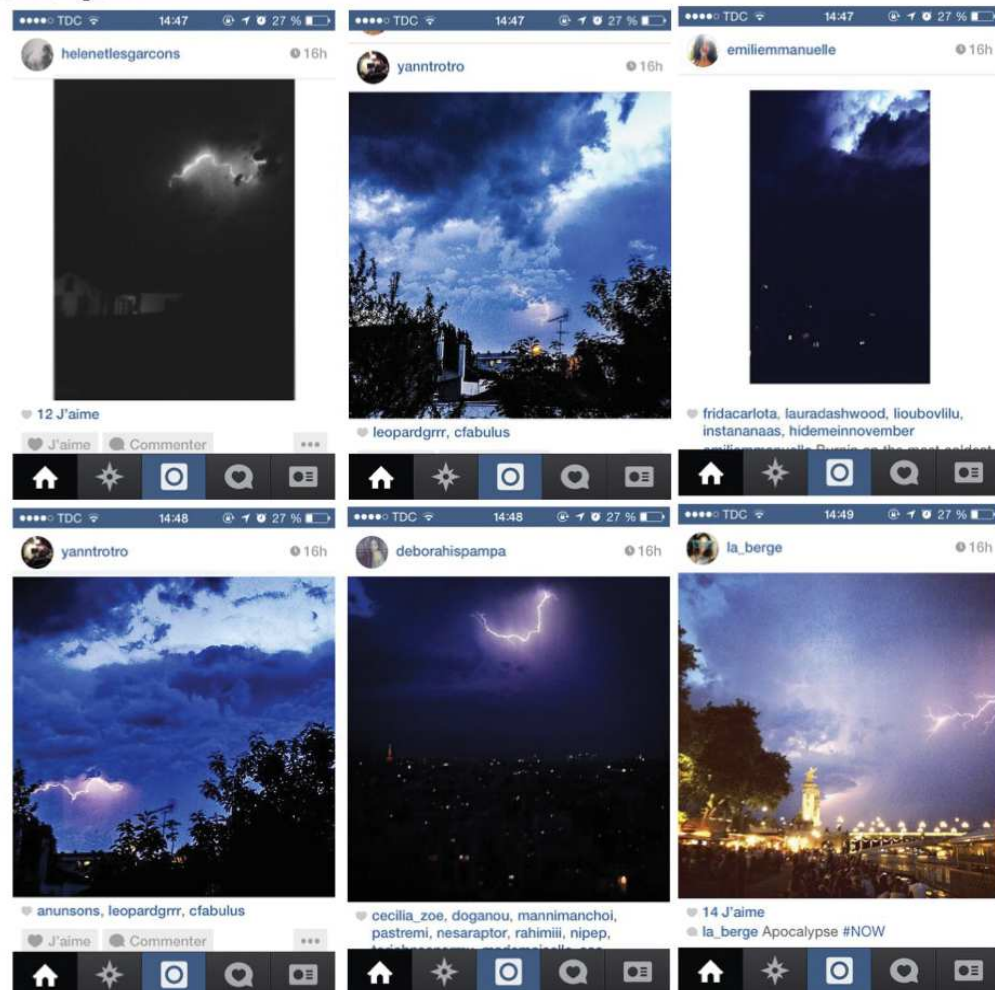 TDC 14:47 27 %
helenetlesgarcons 16h
12 J'aime
J'aime Commenter
TDC 14:47 27 %
yanntrotro 16h
leopardgrrr, cfabulus
TDC 14:47 27 %
emiliemmanuelle 16h
fridacarlota, lauradashwood, lioubovlilu,
instananaas, hidemeinnovember
TDC 14:48 27 %
yanntrotro 16h
anunsons, leopardgrrr, cfabulus
J'aime Commenter
TDC 14:48 27 %
deborahispampa 16h
cecilia_zoe, doganou, mannimanchoi,
pastremi, nesaraptor, rahimiii, nipep,
TDC 14:49 27 %
la_berge 16h
14 J'aime
la_berge Apocalypse #NOW